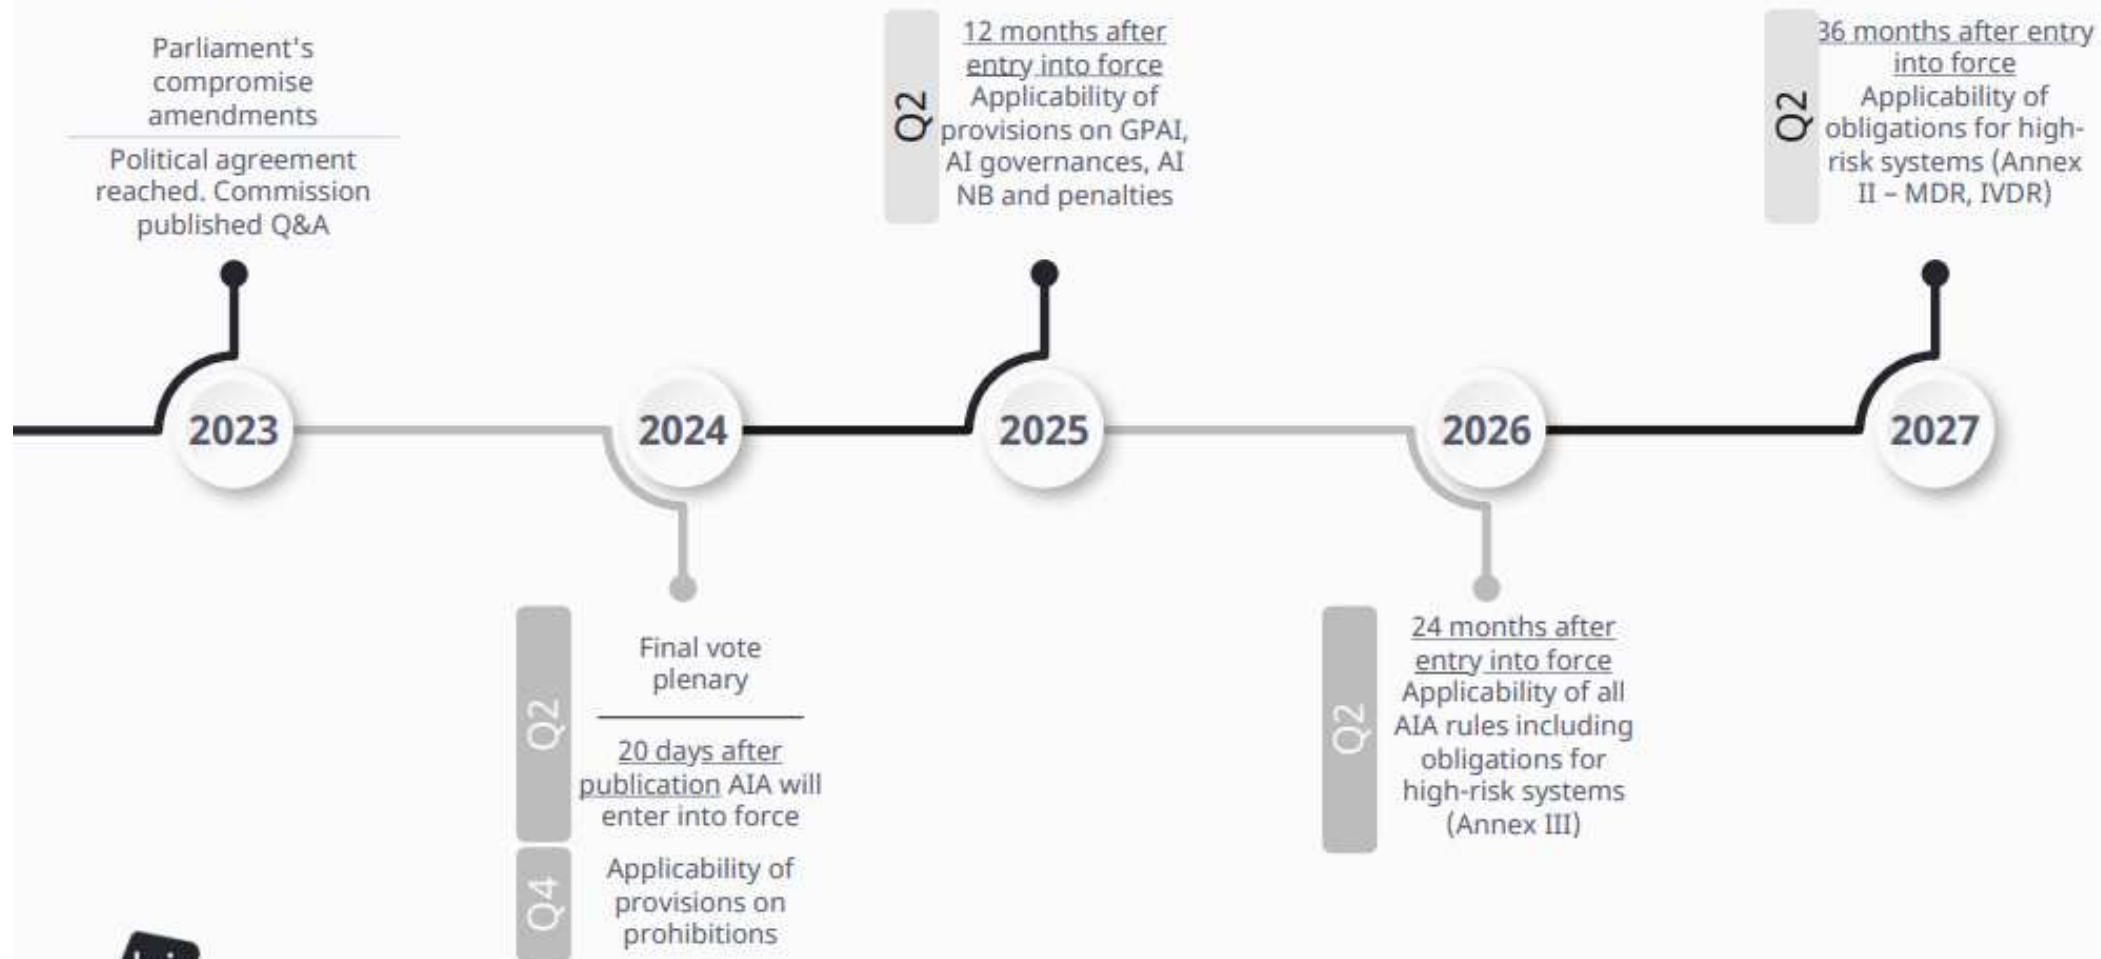 Parliament's
compromise
amendments
Political agreement
reached. Commission
published Q&A
Q2
12 months after
entry into force
Applicability of
provisions on GPAI,
AI governances, AI
NB and penalties
Q2
36 months after entry
into force
Applicability of
obligations for high-
risk systems (Annex
II – MDR, IVDR)
2023
2024
2025
2026
2027
Q2
Final vote
plenary
20 days after
publication AIA will
enter into force
Q4
Applicability of
provisions on
prohibitions
Q2
24 months after
entry into force
Applicability of all
AIA rules including
obligations for
high-risk systems
(Annex III)